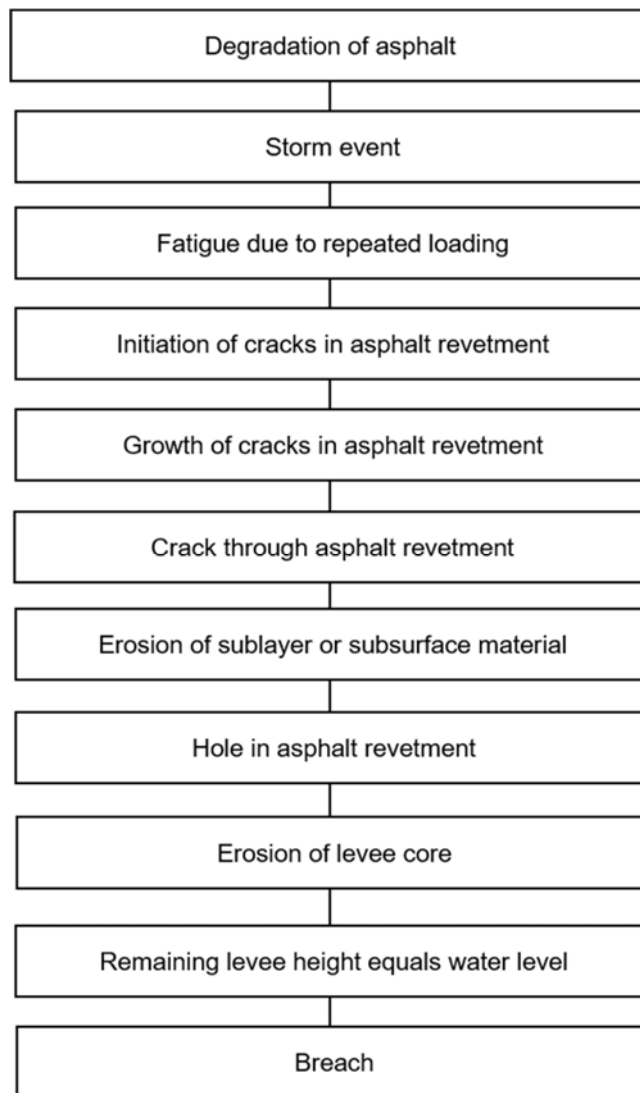 Degradation of asphalt
Storm event
Fatigue due to repeated loading
Initiation of cracks in asphalt revetment
Growth of cracks in asphalt revetment
Crack through asphalt revetment
Erosion of sublayer or subsurface material
Hole in asphalt revetment
Erosion of levee core
Remaining levee height equals water level
Breach